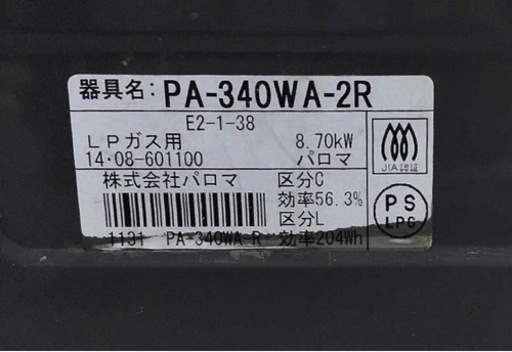 器具名: PA-340WA-2R
E2-1-38
LPガス用 8.70kW
14·08-601100 パロマ
株式会社パロマ 区分C
効率56.3%
区分L
1131 PA-340WA-R 効率204Wh
JIA認証
PS
LPG